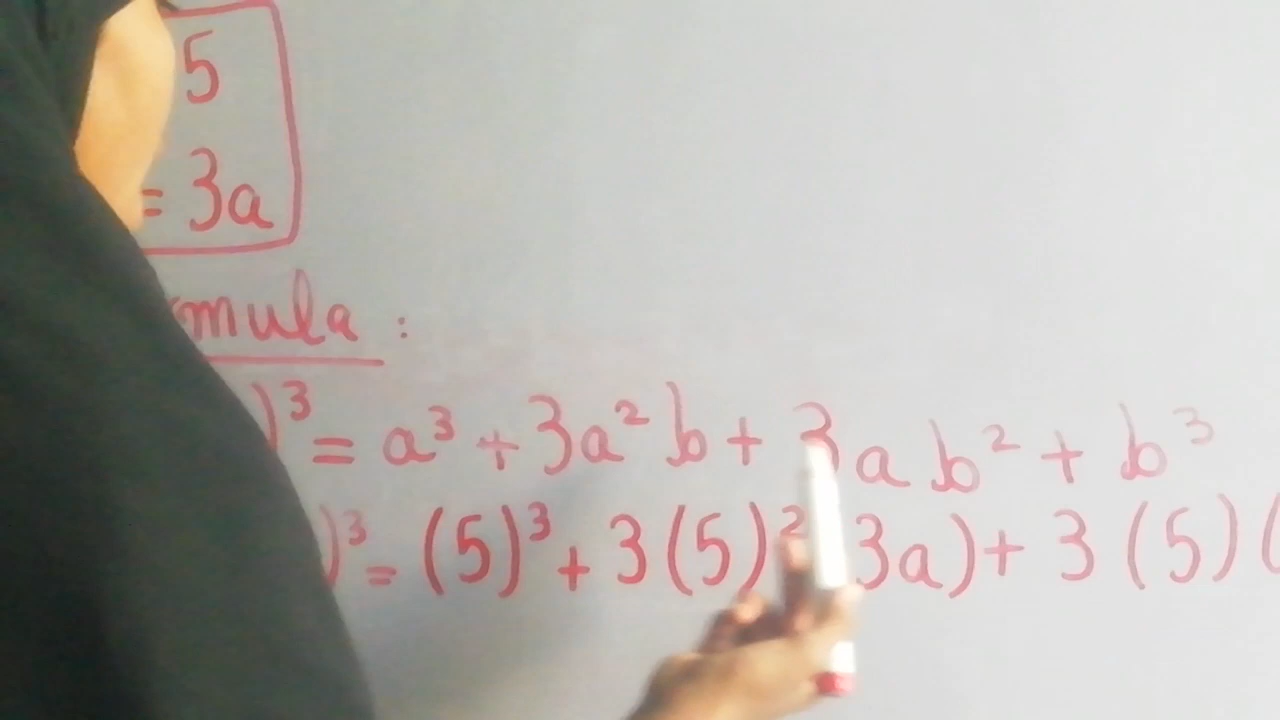 5
= 3a
mula :
)³ = a³ + 3a²b + 3ab² + b³
)³ = (5)³ + 3(5)² 3a) + 3 (5) (